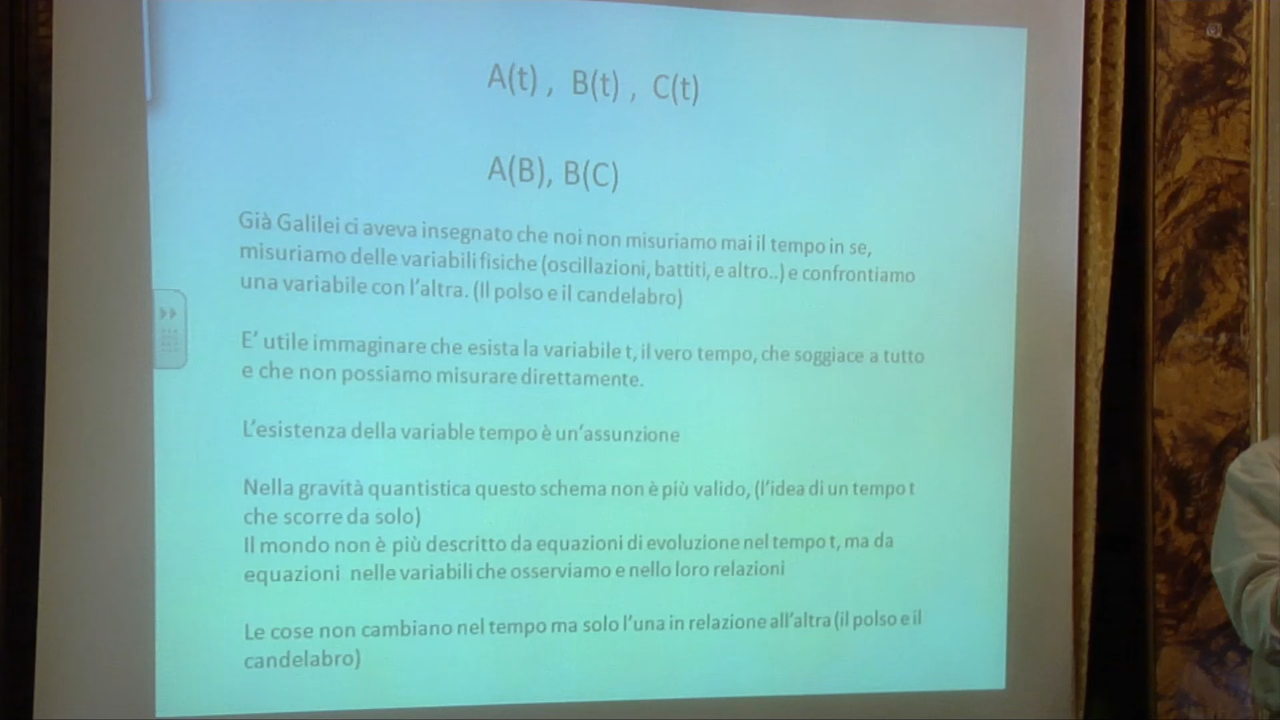 A(t) , B(t) , C(t)
A(B), B(C)
Già Galilei ci aveva insegnato che noi non misuriamo mai il tempo in se,
misuriamo delle variabili fisiche (oscillazioni, battiti, e altro..) e confrontiamo
una variabile con l'altra. (Il polso e il candelabro)
E' utile immaginare che esista la variabile t, il vero tempo, che soggiace a tutto
e che non possiamo misurare direttamente.
L'esistenza della variable tempo è un'assunzione
Nella gravità quantistica questo schema non è più valido, (l'idea di un tempo t
che scorre da solo)
Il mondo non è più descritto da equazioni di evoluzione nel tempo t, ma da
equazioni nelle variabili che osserviamo e nello loro relazioni
Le cose non cambiano nel tempo ma solo l'una in relazione all'altra (il polso e il
candelabro)